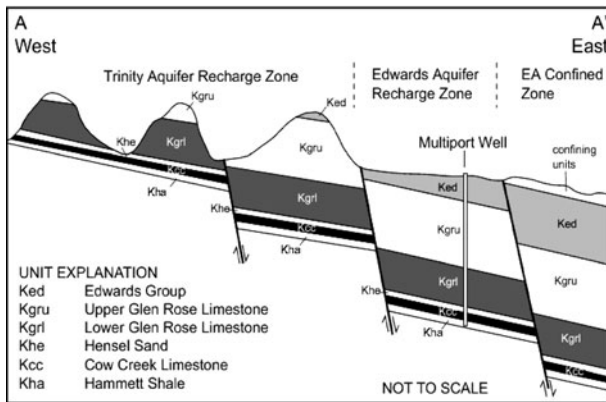 A
A'
West
East
Trinity Aquifer Recharge Zone
Edwards Aquifer
Recharge Zone
EA Confined
Zone
Kgru
Ked
Multiport Well
confining
units
Khe
Kgrl
Kgru
Kcc
Kha
Ked
Ked
Kgrl
Khe
Kcc
Kha
Kgru
Kgru
Kgrl
Khe
Kcc
Kha
Kgrl
Kcc
UNIT EXPLANATION
Ked Edwards Group
Kgru Upper Glen Rose Limestone
Kgrl Lower Glen Rose Limestone
Khe Hensel Sand
Kcc Cow Creek Limestone
Kha Hammett Shale
NOT TO SCALE